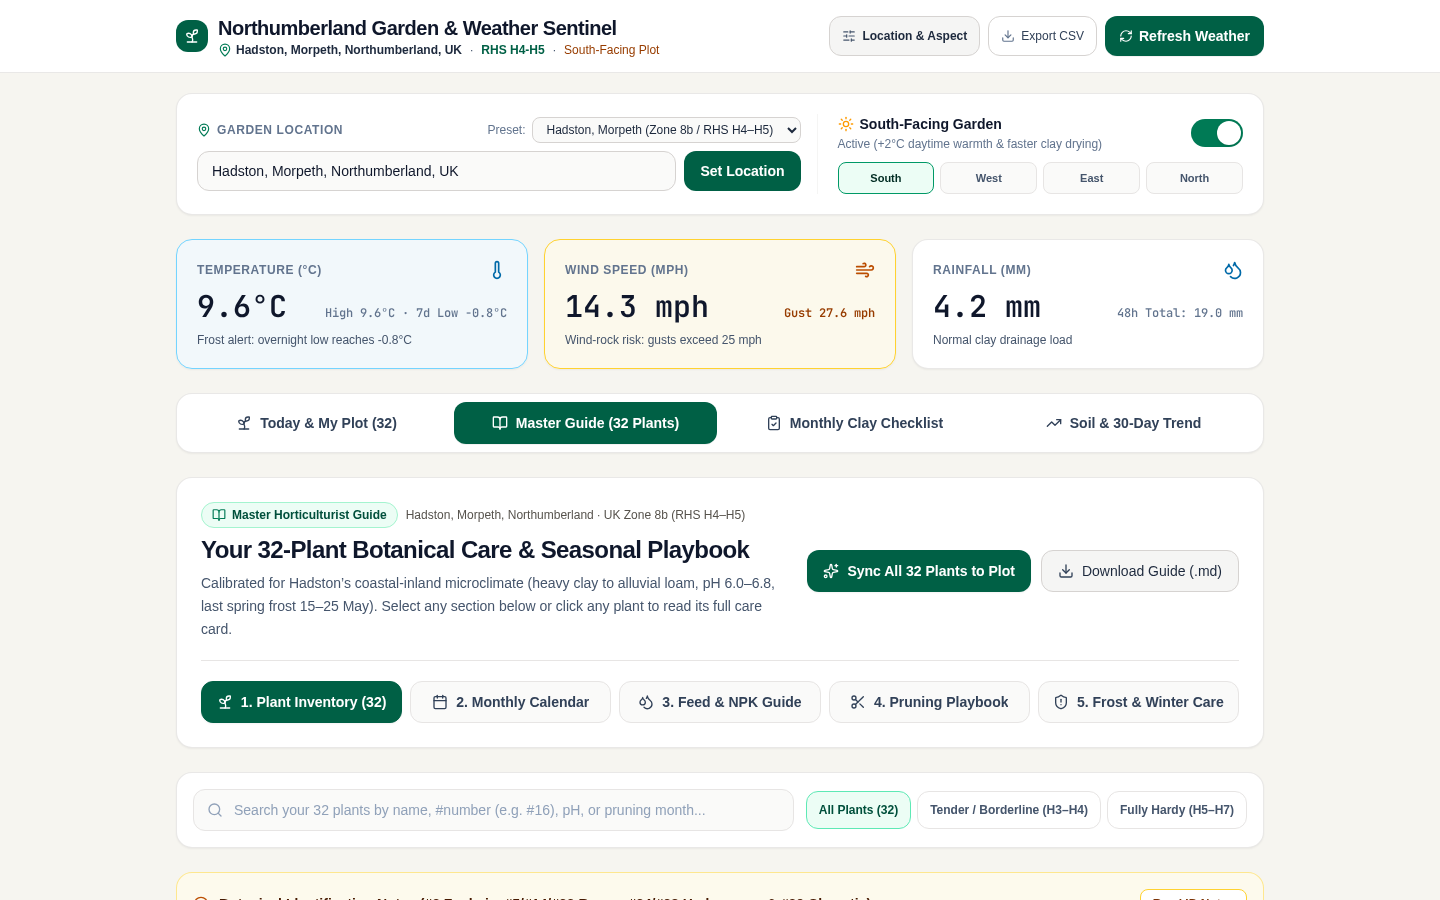 Northumberland Garden & Weather Sentinel
Hadston, Morpeth, Northumberland, UK · RHS H4-H5 · South-Facing Plot
Location & Aspect
Export CSV
Refresh Weather
GARDEN LOCATION
Preset: Hadston, Morpeth (Zone 8b / RHS H4–H5)
Hadston, Morpeth, Northumberland, UK
Set Location
South-Facing Garden
Active (+2°C daytime warmth & faster clay drying)
South
West
East
North
TEMPERATURE (°C)
9.6°C
High 9.6°C · 7d Low -0.8°C
Frost alert: overnight low reaches -0.8°C
WIND SPEED (MPH)
14.3 mph
Gust 27.6 mph
Wind-rock risk: gusts exceed 25 mph
RAINFALL (MM)
4.2 mm
48h Total: 19.0 mm
Normal clay drainage load
Today & My Plot (32)
Master Guide (32 Plants)
Monthly Clay Checklist
Soil & 30-Day Trend
Master Horticulturist Guide
Hadston, Morpeth, Northumberland · UK Zone 8b (RHS H4–H5)
Your 32-Plant Botanical Care & Seasonal Playbook
Calibrated for Hadston's coastal-inland microclimate (heavy clay to alluvial loam, pH 6.0–6.8,
last spring frost 15–25 May). Select any section below or click any plant to read its full care
card.
Sync All 32 Plants to Plot
Download Guide (.md)
1. Plant Inventory (32)
2. Monthly Calendar
3. Feed & NPK Guide
4. Pruning Playbook
5. Frost & Winter Care
Search your 32 plants by name, #number (e.g. #16), pH, or pruning month...
All Plants (32)
Tender / Borderline (H3–H4)
Fully Hardy (H5–H7)